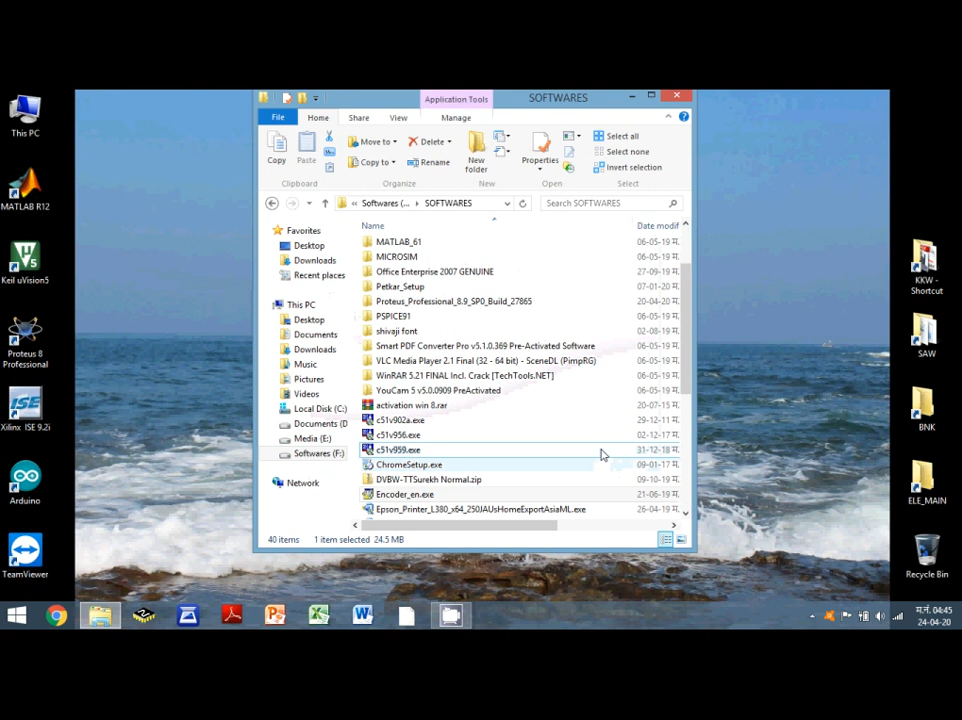 Application Tools
SOFTWARES
File
Home
Share
View
Manage
Copy
Paste
Move to
Copy to
Delete
Rename
New folder
Properties
Select all
Select none
Invert selection
Clipboard
Organize
New
Open
Select
« Softwares (... ▸ SOFTWARES
Search SOFTWARES
Name
Date modif
Favorites
Desktop
Downloads
Recent places
This PC
Desktop
Documents
Downloads
Music
Pictures
Videos
Local Disk (C:)
Documents (D
Media (E:)
Softwares (F:)
Network
MATLAB_61 06-05-19 म.
MICROSIM 06-05-19 म.
Office Enterprise 2007 GENUINE 27-09-19 म.
Petkar_Setup 07-01-20 म.
Proteus_Professional_8.9_SP0_Build_27865 20-04-20 म.
PSPICE91 06-05-19 म.
shivaji font 02-08-19 म.
Smart PDF Converter Pro v5.1.0.369 Pre-Activated Software 06-05-19 म.
VLC Media Player 2.1 Final (32 - 64 bit) - SceneDL (PimpRG) 06-05-19 म.
WinRAR 5.21 FINAL Incl. Crack [TechTools.NET] 06-05-19 म.
YouCam 5 v5.0.0909 PreActivated 06-05-19 म.
activation win 8.rar 20-07-15 म.
c51v902a.exe 29-12-11 म.
c51v956.exe 02-12-17 म.
c51v959.exe 31-12-18 म.
ChromeSetup.exe 09-01-17 म.
DVBW-TTSurekh Normal.zip 09-10-19 म.
Encoder_en.exe 21-06-19 म.
Epson_Printer_L380_x64_250JAUsHomeExportAsiaML.exe 26-04-19 म.
40 items
1 item selected 24.5 MB
This PC
MATLAB R12
Keil uVision5
Proteus 8 Professional
Xilinx ISE 9.2i
Arduino
TeamViewer
KKW - Shortcut
SAW
BNK
ELE_MAIN
Recycle Bin
म.नं. 04:45
24-04-20